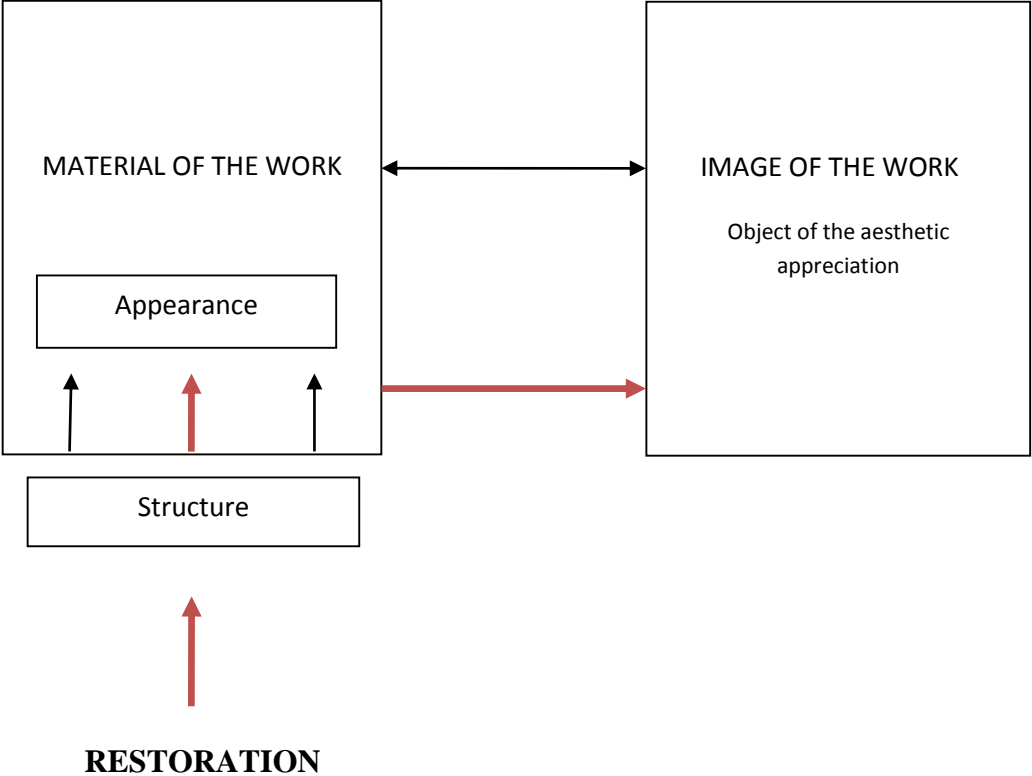 MATERIAL OF THE WORK
IMAGE OF THE WORK
Object of the aesthetic
appreciation
Appearance
Structure
RESTORATION